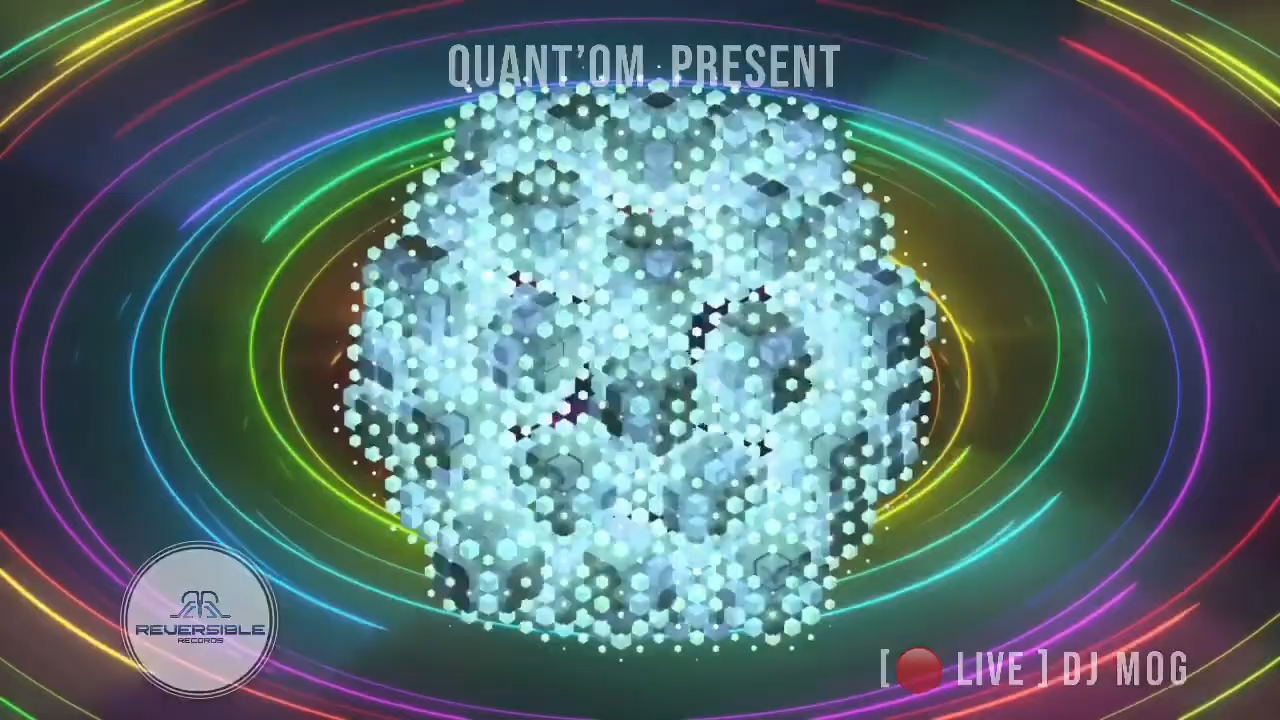 QUANT’OM PRESENT
REVERSIBLE
RECORDS
[🔴 LIVE ] DJ MOG